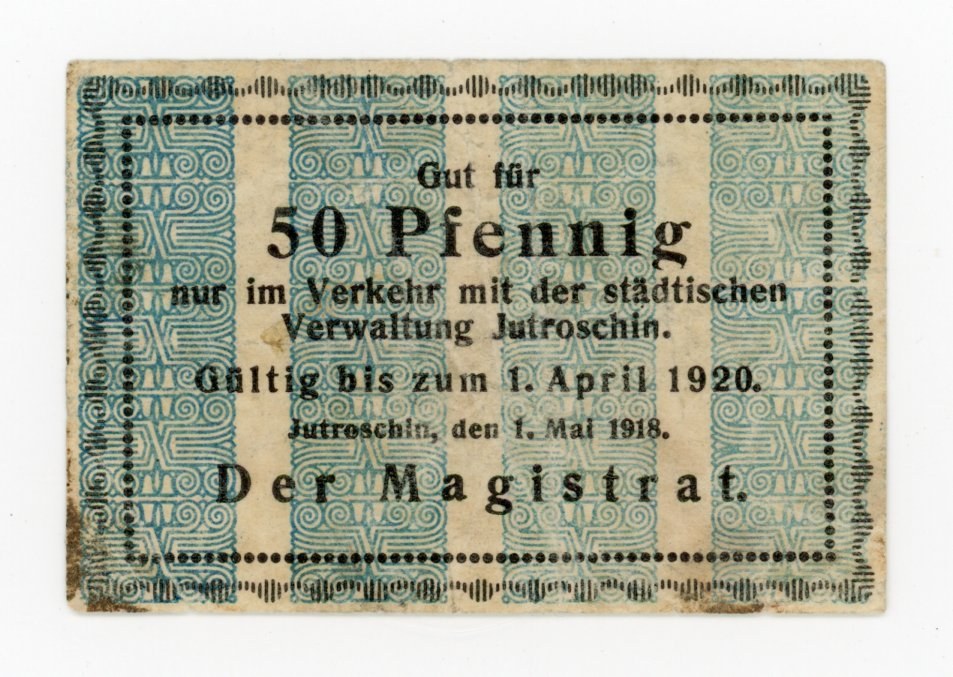 Gut für
50 Pfennig
nur im Verkehr mit der städtischen
Verwaltung Jutroschin.
Gültig bis zum 1. April 1920.
Jutroschin, den 1. Mai 1918.
Der Magistrat.